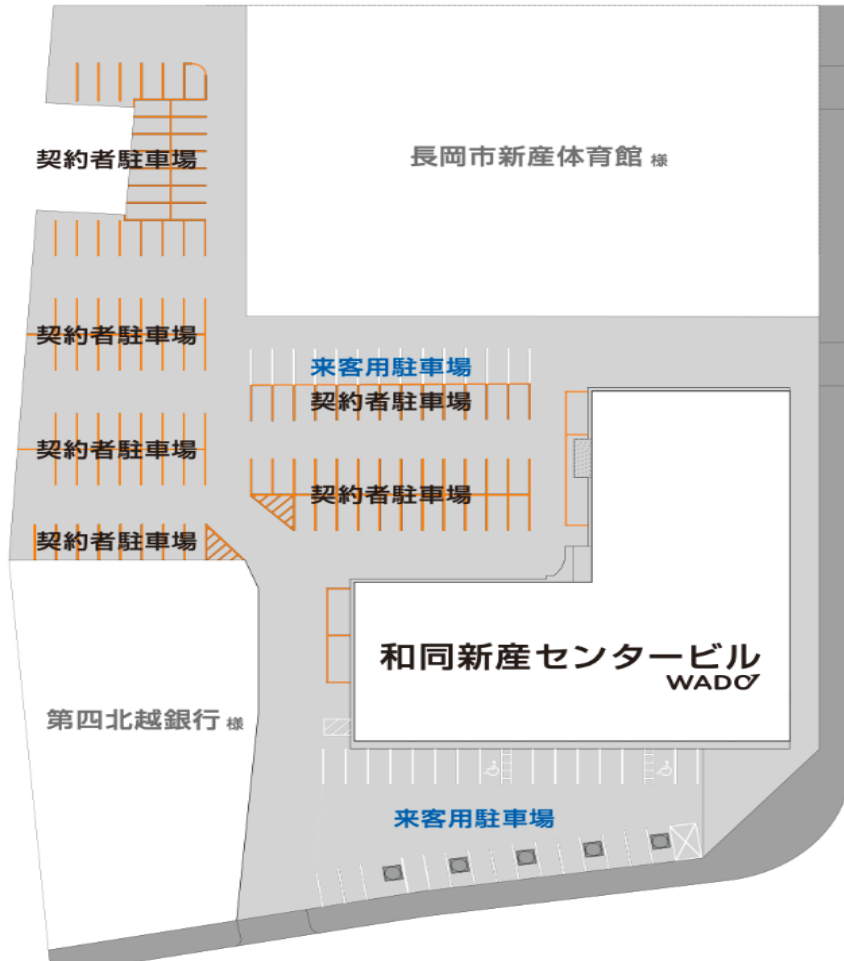 契約者駐車場
長岡市新産体育館 様
契約者駐車場
来客用駐車場
契約者駐車場
契約者駐車場
契約者駐車場
契約者駐車場
和同新産センタービル
WADO
第四北越銀行 様
来客用駐車場